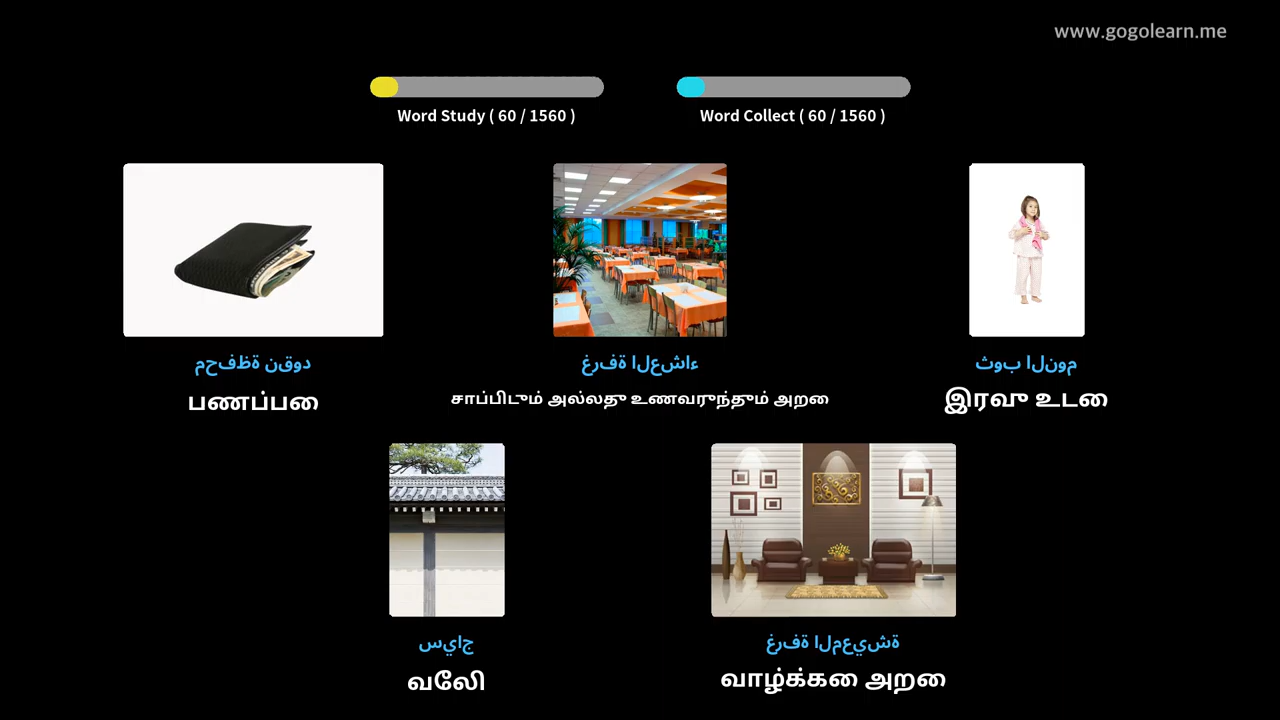 www.gogolearn.me
Word Study ( 60 / 1560 )
Word Collect ( 60 / 1560 )
محفظة نقود
பணப்பை
غرفة العشاء
சாப்பிடும் அல்லது உணவருந்தும் அறை
ثوب النوم
இரவு உடை
سياج
வேலி
غرفة المعيشة
வாழ்க்கை அறை